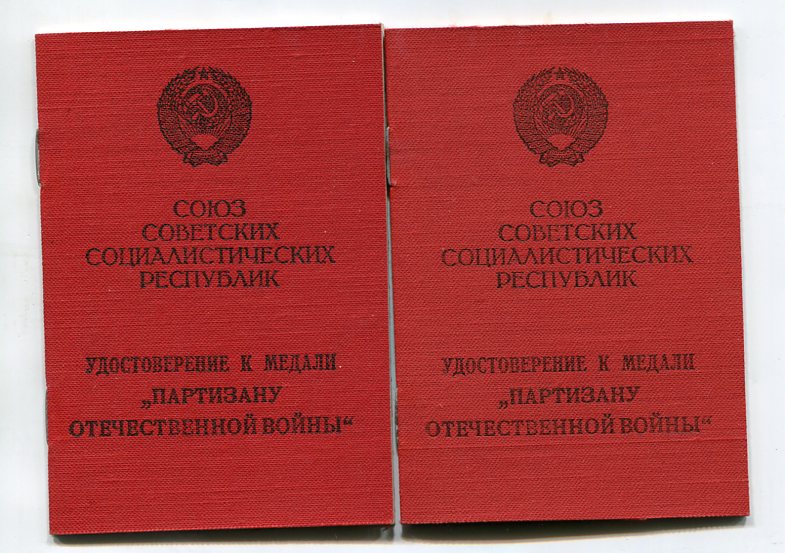 СОЮЗ
СОВЕТСКИХ
СОЦИАЛИСТИЧЕСКИХ
РЕСПУБЛИК
УДОСТОВЕРЕНИЕ К МЕДАЛИ
„ПАРТИЗАНУ
ОТЕЧЕСТВЕННОЙ ВОЙНЫ“
СОЮЗ
СОВЕТСКИХ
СОЦИАЛИСТИЧЕСКИХ
РЕСПУБЛИК
УДОСТОВЕРЕНИЕ К МЕДАЛИ
„ПАРТИЗАНУ
ОТЕЧЕСТВЕННОЙ ВОЙНЫ“